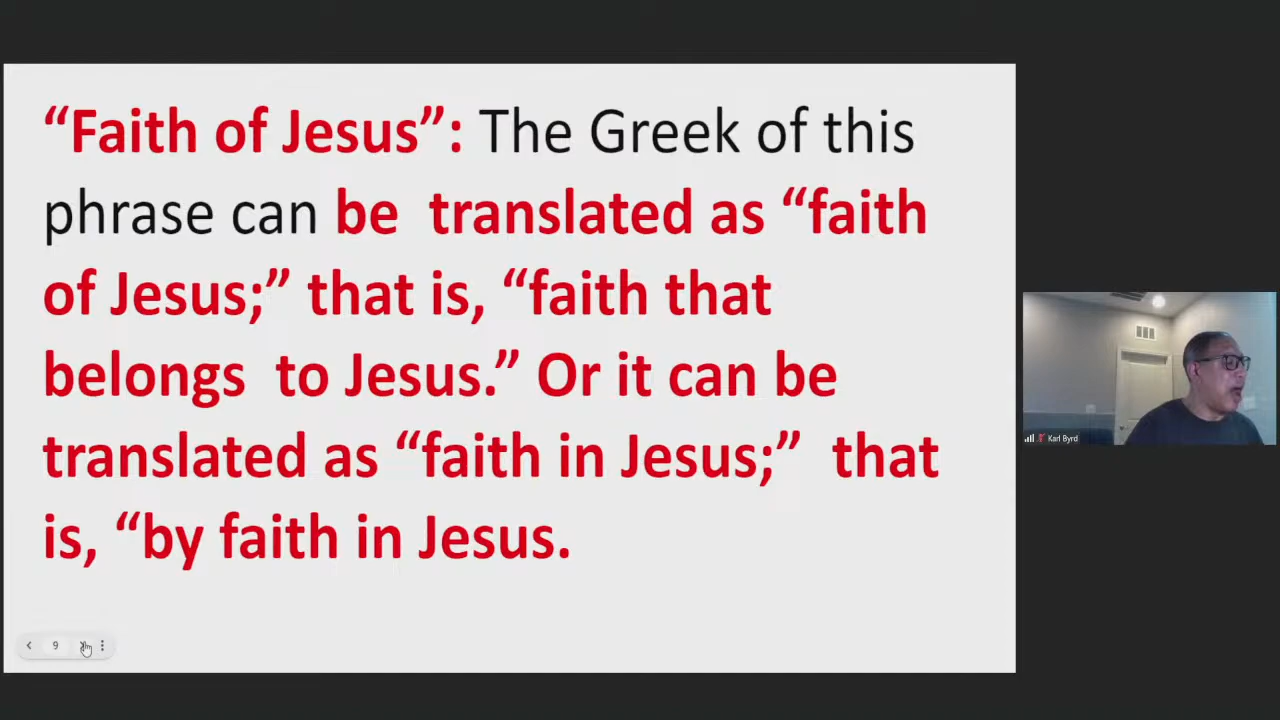 “Faith of Jesus”: The Greek of this
phrase can be translated as “faith
of Jesus;” that is, “faith that
belongs to Jesus.” Or it can be
translated as “faith in Jesus;” that
is, “by faith in Jesus.
9
Karl Byrd